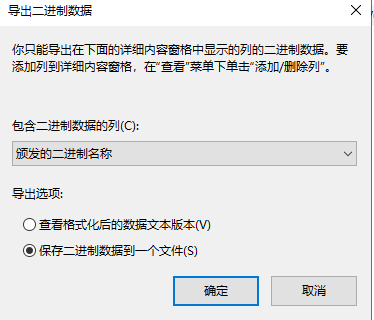 导出二进制数据
你只能导出在下面的详细内容窗格中显示的列的二进制数据。要
添加列到详细内容窗格，在“查看”菜单下单击“添加/删除列”。
包含二进制数据的列(C):
颁发的二进制名称
导出选项:
查看格式化后的数据文本版本(V)
保存二进制数据到一个文件(S)
确定
取消